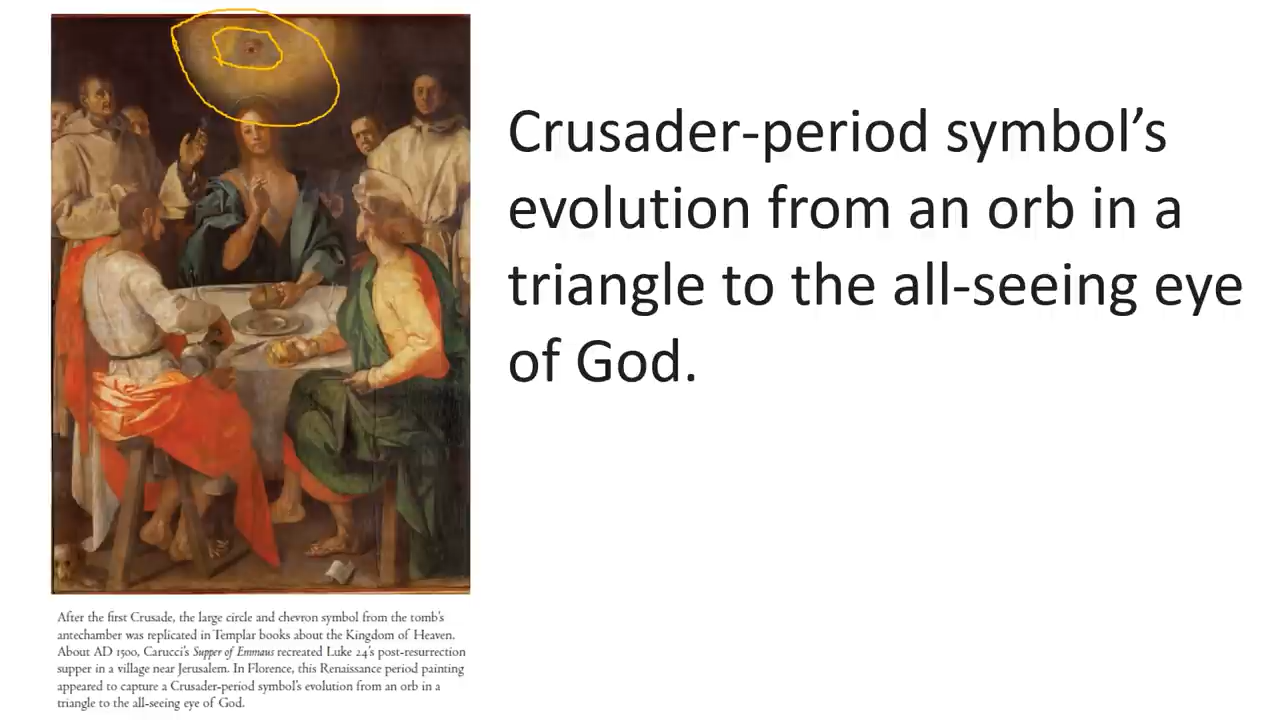 Crusader-period symbol’s
evolution from an orb in a
triangle to the all-seeing eye
of God.
After the first Crusade, the large circle and chevron symbol from the tomb’s
antechamber was replicated in Templar books about the Kingdom of Heaven.
About AD 1500, Carucci’s Supper of Emmaus recreated Luke 24’s post-resurrection
supper in a village near Jerusalem. In Florence, this Renaissance period painting
appeared to capture a Crusader-period symbol’s evolution from an orb in a
triangle to the all-seeing eye of God.